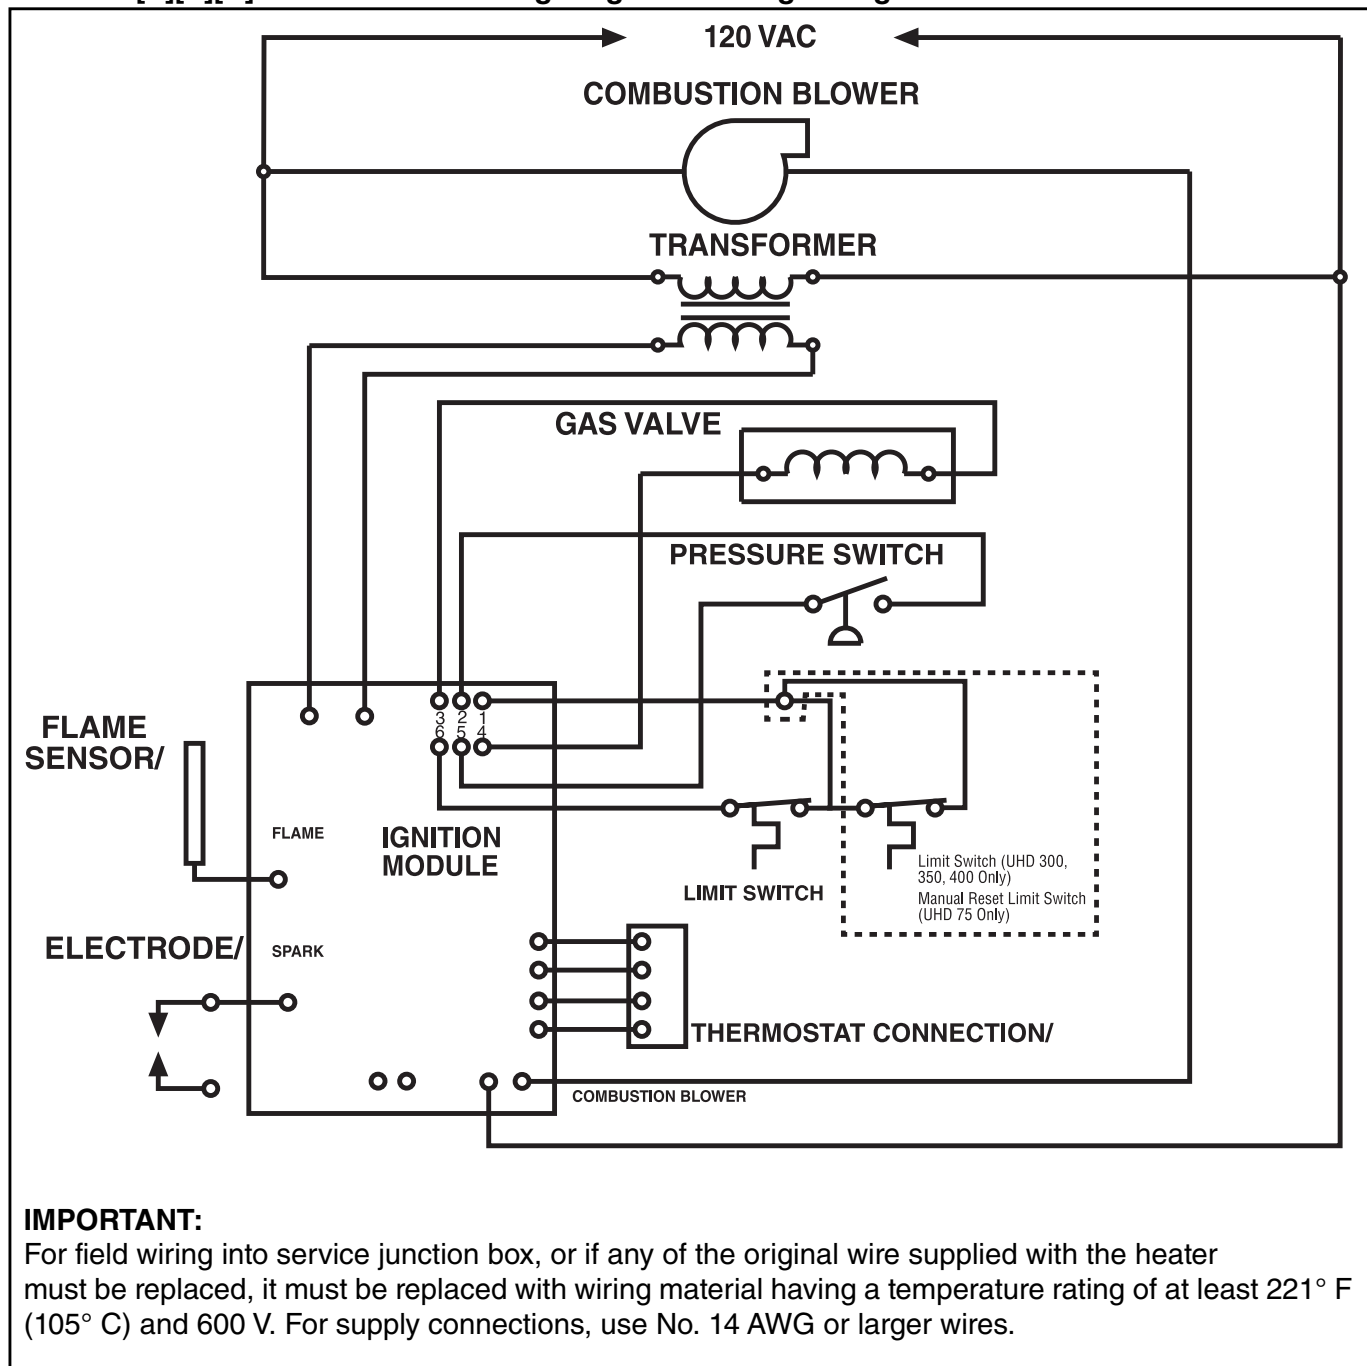 120 VAC
COMBUSTION BLOWER
TRANSFORMER
GAS VALVE
PRESSURE SWITCH
3 2 1
6 5 4
FLAME
SENSOR/
FLAME
IGNITION
MODULE
LIMIT SWITCH
Limit Switch (UHD 300,
350, 400 Only)
Manual Reset Limit Switch
(UHD 75 Only)
ELECTRODE/
SPARK
THERMOSTAT CONNECTION/
COMBUSTION BLOWER
IMPORTANT:
For field wiring into service junction box, or if any of the original wire supplied with the heater
must be replaced, it must be replaced with wiring material having a temperature rating of at least 221° F
(105° C) and 600 V. For supply connections, use No. 14 AWG or larger wires.